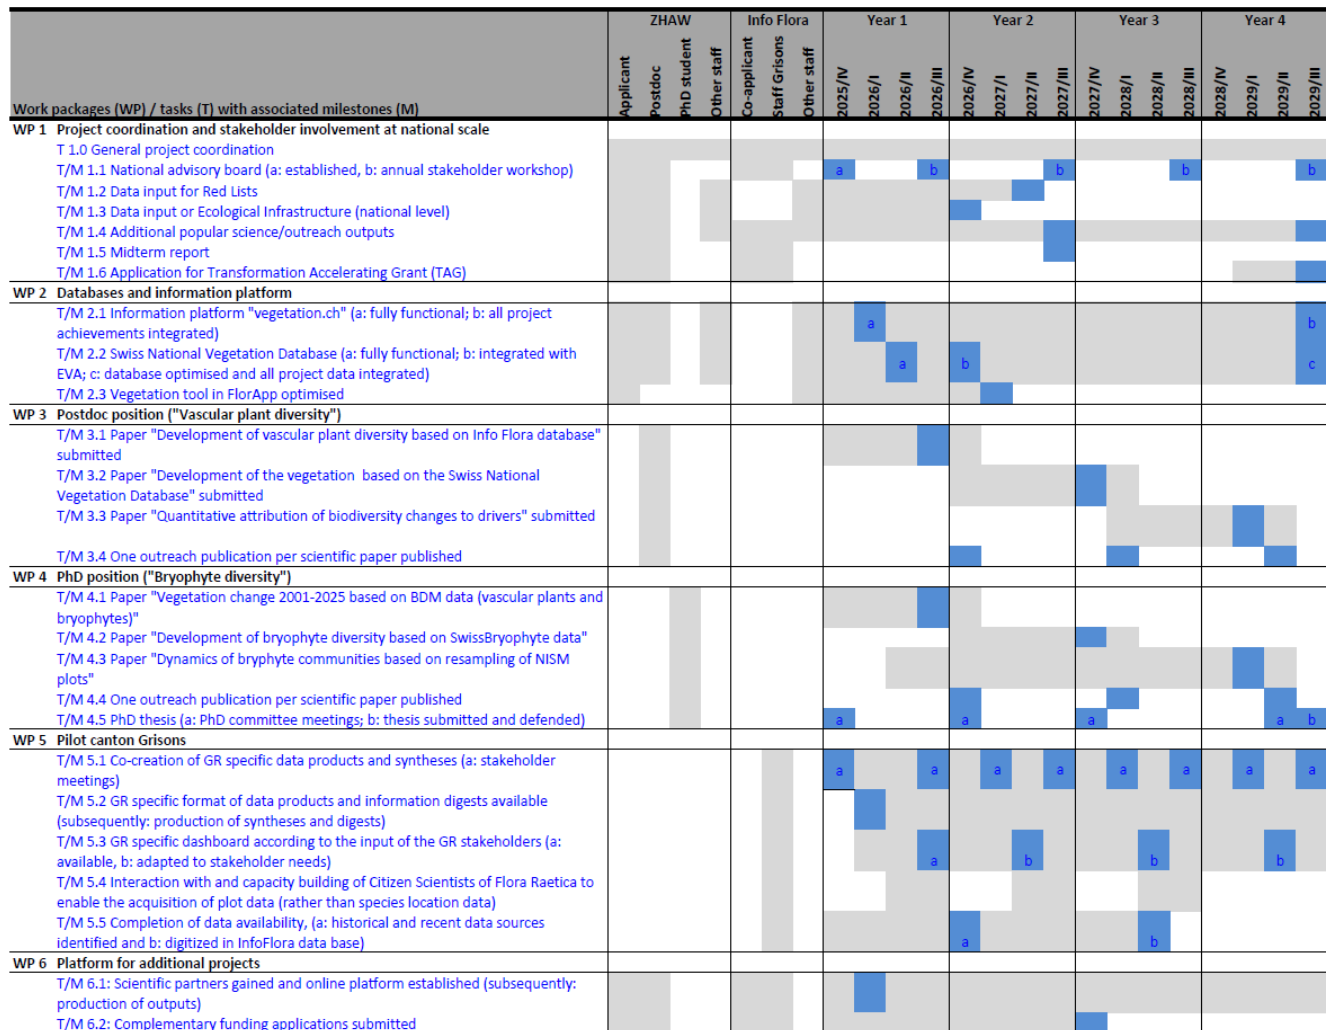 ZHAW Info Flora Year 1 Year 2 Year 3 Year 4
Applicant Postdoc PhD student Other staff Co-applicant Staff Grisons Other staff 2025/IV 2026/I 2026/II 2026/III 2026/IV 2027/I 2027/II 2027/III 2027/IV 2028/I 2028/II 2028/III 2028/IV 2029/I 2029/II 2029/III
Work packages (WP) / tasks (T) with associated milestones (M)
WP 1 Project coordination and stakeholder involvement at national scale
T 1.0 General project coordination
T/M 1.1 National advisory board (a: established, b: annual stakeholder workshop) a b b b b
T/M 1.2 Data input for Red Lists
T/M 1.3 Data input or Ecological Infrastructure (national level)
T/M 1.4 Additional popular science/outreach outputs
T/M 1.5 Midterm report
T/M 1.6 Application for Transformation Accelerating Grant (TAG)
WP 2 Databases and information platform
T/M 2.1 Information platform "vegetation.ch" (a: fully functional; b: all project
achievements integrated) a b
T/M 2.2 Swiss National Vegetation Database (a: fully functional; b: integrated with
EVA; c: database optimised and all project data integrated) a b c
T/M 2.3 Vegetation tool in FlorApp optimised
WP 3 Postdoc position ("Vascular plant diversity")
T/M 3.1 Paper "Development of vascular plant diversity based on Info Flora database"
submitted
T/M 3.2 Paper "Development of the vegetation based on the Swiss National
Vegetation Database" submitted
T/M 3.3 Paper "Quantitative attribution of biodiversity changes to drivers" submitted
T/M 3.4 One outreach publication per scientific paper published
WP 4 PhD position ("Bryophyte diversity")
T/M 4.1 Paper "Vegetation change 2001-2025 based on BDM data (vascular plants and
bryophytes)"
T/M 4.2 Paper "Development of bryophyte diversity based on SwissBryophyte data"
T/M 4.3 Paper "Dynamics of bryphyte communities based on resampling of NISM
plots"
T/M 4.4 One outreach publication per scientific paper published
T/M 4.5 PhD thesis (a: PhD committee meetings; b: thesis submitted and defended) a a a a b
WP 5 Pilot canton Grisons
T/M 5.1 Co-creation of GR specific data products and syntheses (a: stakeholder
meetings) a a a a a a a a
T/M 5.2 GR specific format of data products and information digests available
(subsequently: production of syntheses and digests)
T/M 5.3 GR specific dashboard according to the input of the GR stakeholders (a:
available, b: adapted to stakeholder needs) a b b b
T/M 5.4 Interaction with and capacity building of Citizen Scientists of Flora Raetica to
enable the acquisition of plot data (rather than species location data)
T/M 5.5 Completion of data availability, (a: historical and recent data sources
identified and b: digitized in InfoFlora data base) a b
WP 6 Platform for additional projects
T/M 6.1: Scientific partners gained and online platform established (subsequently:
production of outputs)
T/M 6.2: Complementary funding applications submitted